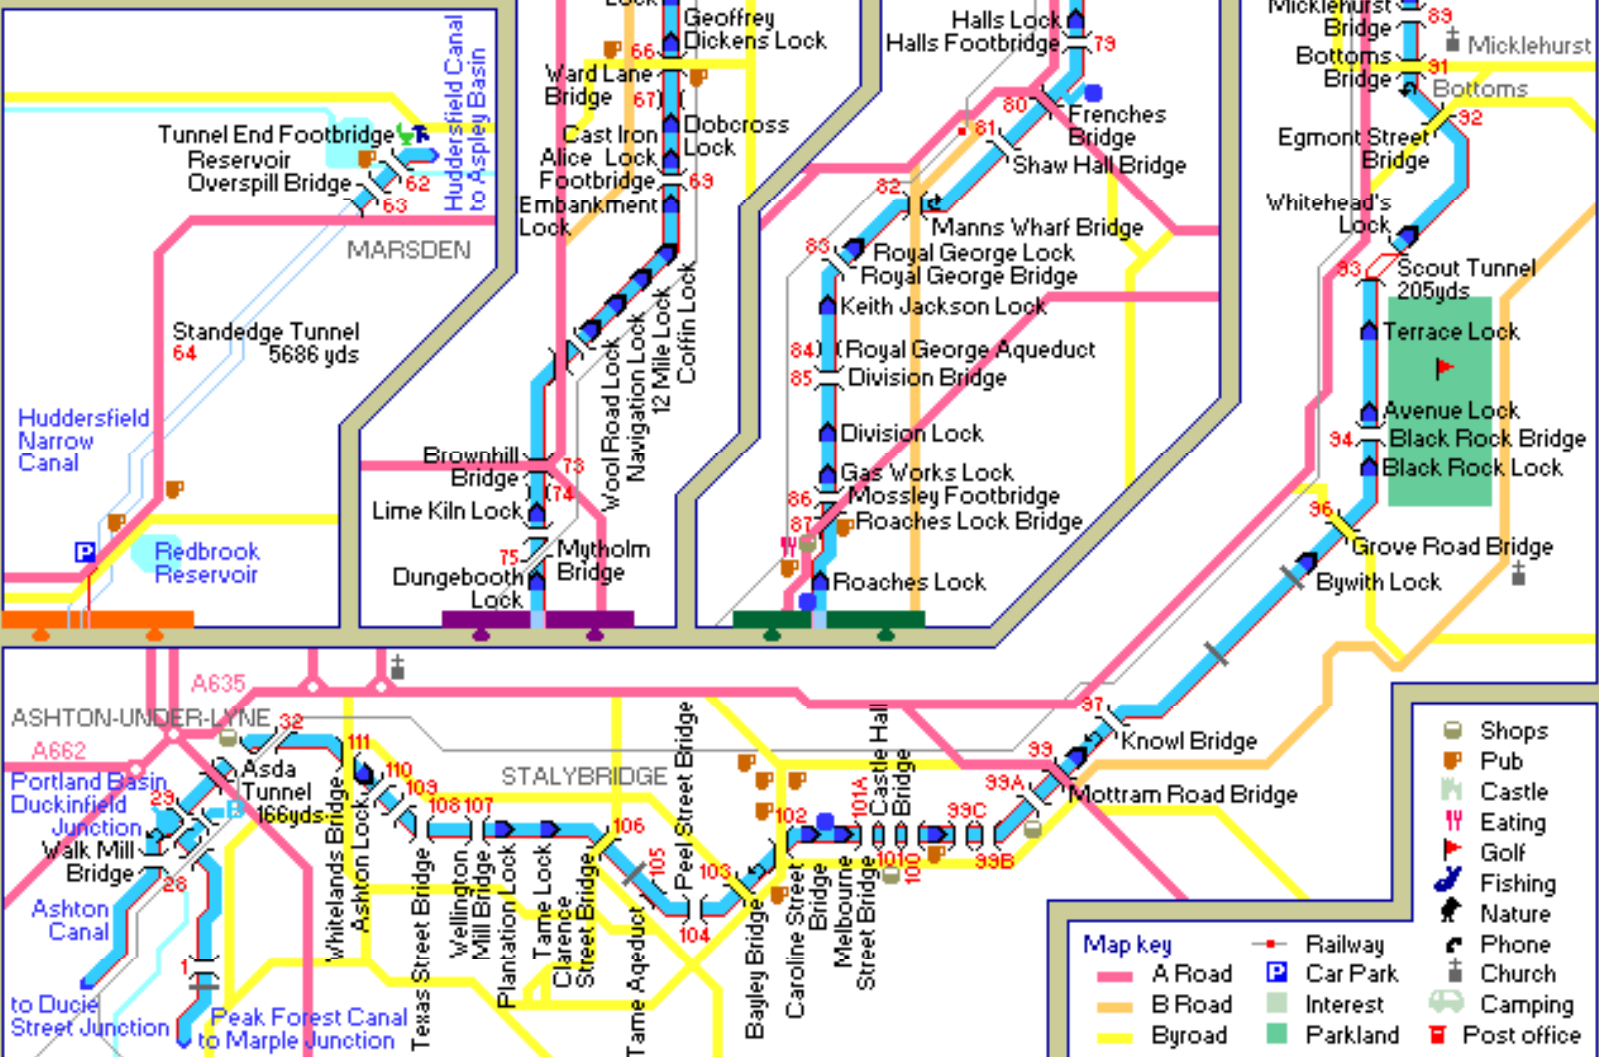 Tunnel End Footbridge
Reservoir
Overspill Bridge
62
63
Huddersfield Canal
to Aspley Basin
MARSDEN
Standedge Tunnel
64
5686 yds
Huddersfield
Narrow
Canal
P
Redbrook
Reservoir
Lock
Geoffrey
Dickens Lock
66
Ward Lane
Bridge
67
Cast Iron
Alice Lock
Dobcross
Lock
Footbridge
69
Embankment
Lock
Wool Road Lock
Navigation Lock
12 Mile Lock
Coffin Lock
Brownhill
Bridge
73
74
Lime Kiln Lock
75
Mytholm
Bridge
Dungebooth
Lock
Halls Lock
Halls Footbridge
79
80
Frenches
Bridge
81
Shaw Hall Bridge
82
Manns Wharf Bridge
83
Royal George Lock
Royal George Bridge
Keith Jackson Lock
84
Royal George Aqueduct
85
Division Bridge
Division Lock
Gas Works Lock
86
Mossley Footbridge
87
Roaches Lock Bridge
Roaches Lock
Micklehurst
Bridge
89
Micklehurst
Bottoms
Bridge
91
Bottoms
92
Egmont Street
Bridge
Whitehead's
Lock
93
Scout Tunnel
205yds
Terrace Lock
Avenue Lock
94
Black Rock Bridge
Black Rock Lock
96
Grove Road Bridge
Bywith Lock
97
Knowl Bridge
99
Mottram Road Bridge
99A
99B
99C
100
101
101A
Castle Hall
Bridge
102
Melbourne
Street Bridge
Caroline Street
Bridge
103
Bayley Bridge
104
Peel Street Bridge
105
Tame Aqeduct
106
Clarence
Street Bridge
Tame Lock
Plantation Lock
107
Wellington
Mill Bridge
108
Texas Street Bridge
109
110
Ashton Lock
111
Whitelands Bridge
STALYBRIDGE
A635
ASHTON-UNDER-LYNE
32
A662
Asda
Tunnel
166yds
Portland Basin
Duckinfield
Junction
29
B
Walk Mill
Bridge
28
Ashton
Canal
1
to Ducie
Street Junction
Peak Forest Canal
to Marple Junction
Map key
A Road
B Road
Byroad
Railway
P
Car Park
Interest
Parkland
Shops
Pub
Castle
Eating
Golf
Fishing
Nature
Phone
Church
Camping
Post office